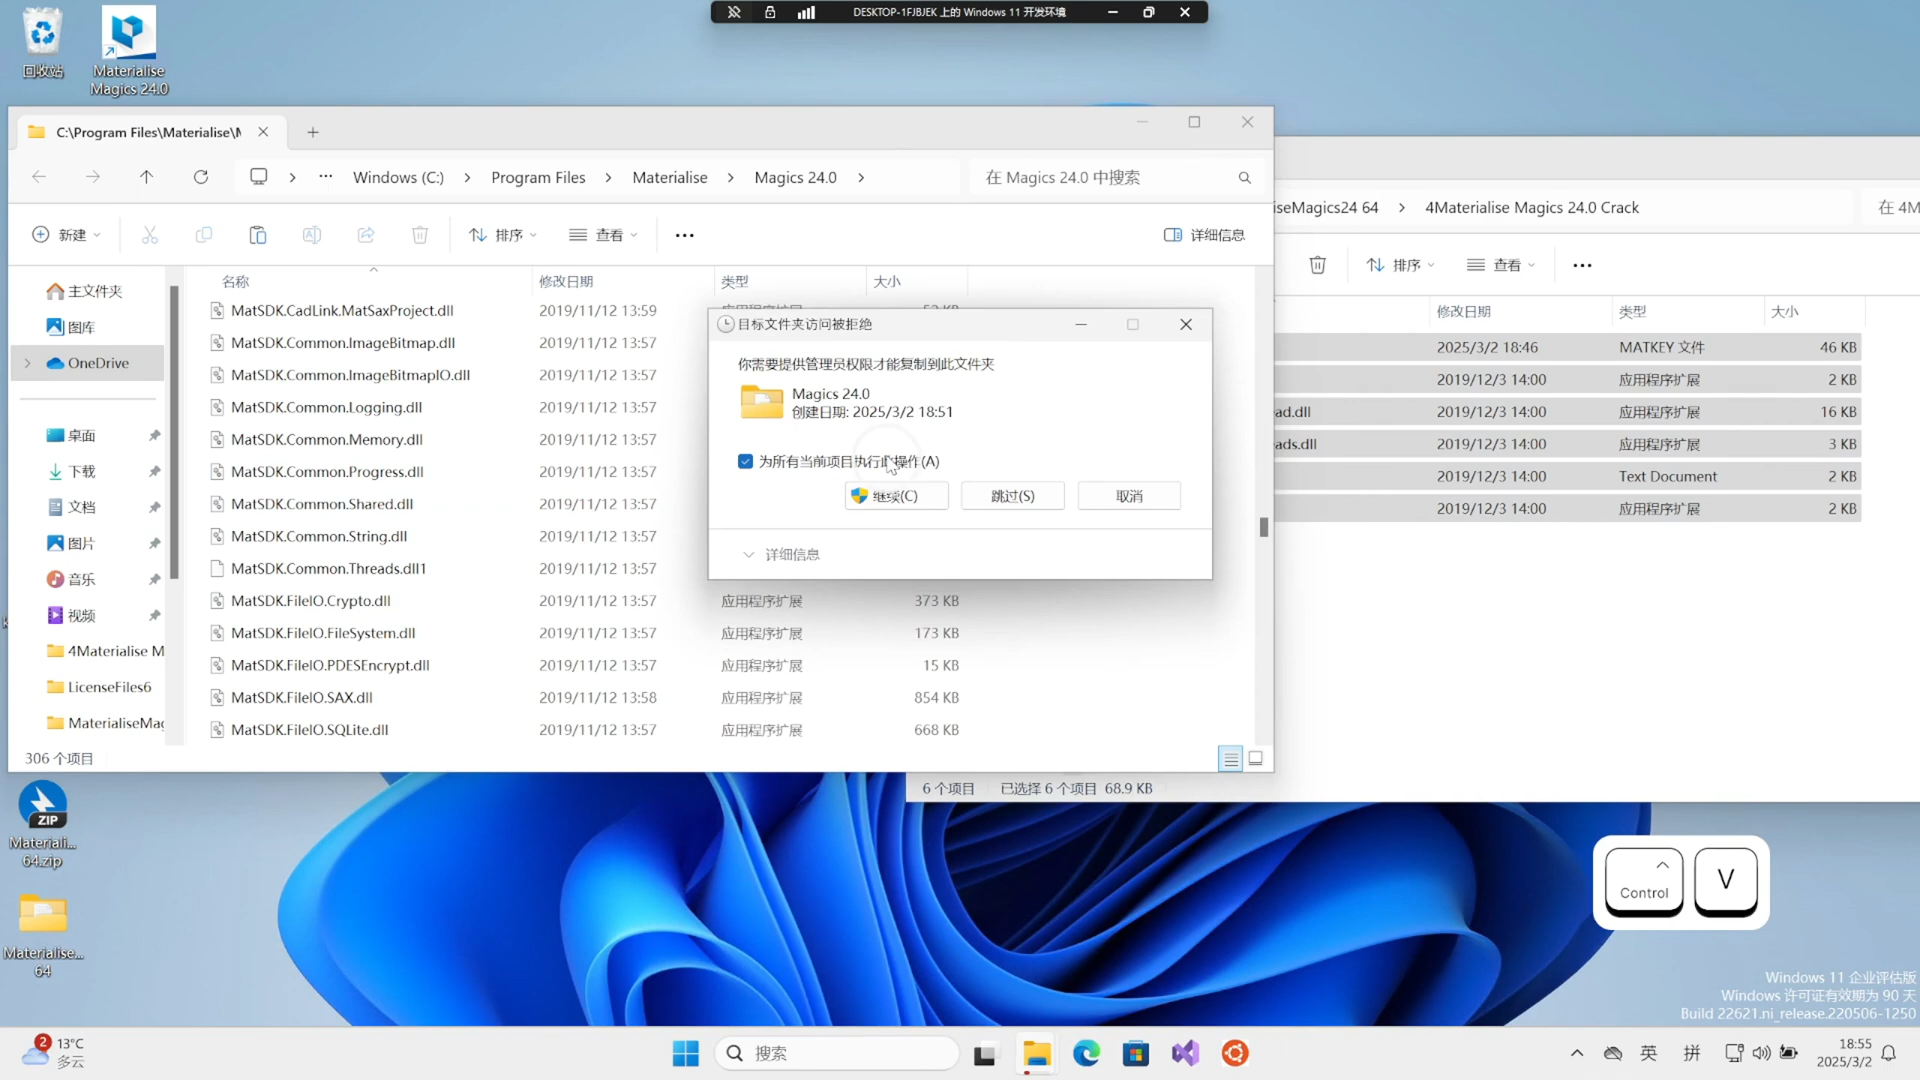 DESKTOP-1FJBJEK 上的 Windows 11 开发环境
回收站
Materialise
Magics 24.0
C:\Program Files\Materialise\M
Windows (C:)
Program Files
Materialise
Magics 24.0
在 Magics 24.0 中搜索
新建
排序
查看
详细信息
主文件夹
图库
OneDrive
桌面
下载
文档
图片
音乐
视频
4Materialise M
LicenseFiles6
MaterialiseMag
名称 修改日期 类型 大小
MatSDK.CadLink.MatSaxProject.dll 2019/11/12 13:59
MatSDK.Common.ImageBitmap.dll 2019/11/12 13:57
MatSDK.Common.ImageBitmapIO.dll 2019/11/12 13:57
MatSDK.Common.Logging.dll 2019/11/12 13:57
MatSDK.Common.Memory.dll 2019/11/12 13:57
MatSDK.Common.Progress.dll 2019/11/12 13:57
MatSDK.Common.Shared.dll 2019/11/12 13:57
MatSDK.Common.String.dll 2019/11/12 13:57
MatSDK.Common.Threads.dll1 2019/11/12 13:57
MatSDK.FileIO.Crypto.dll 2019/11/12 13:57 应用程序扩展 373 KB
MatSDK.FileIO.FileSystem.dll 2019/11/12 13:57 应用程序扩展 173 KB
MatSDK.FileIO.PDESEncrypt.dll 2019/11/12 13:57 应用程序扩展 15 KB
MatSDK.FileIO.SAX.dll 2019/11/12 13:58 应用程序扩展 854 KB
MatSDK.FileIO.SQLite.dll 2019/11/12 13:57 应用程序扩展 668 KB
306 个项目
目标文件夹访问被拒绝
你需要提供管理员权限才能复制到此文件夹
Magics 24.0
创建日期: 2025/3/2 18:51
为所有当前项目执行此操作(A)
继续(C)
跳过(S)
取消
详细信息
iseMagics24 64
4Materialise Magics 24.0 Crack
在 4M
排序
查看
修改日期 类型 大小
2025/3/2 18:46 MATKEY 文件 46 KB
2019/12/3 14:00 应用程序扩展 2 KB
ad.dll 2019/12/3 14:00 应用程序扩展 16 KB
ads.dll 2019/12/3 14:00 应用程序扩展 3 KB
2019/12/3 14:00 Text Document 2 KB
2019/12/3 14:00 应用程序扩展 2 KB
6 个项目
已选择 6 个项目 68.9 KB
ZIP
Materiali...
64.zip
Materialise...
64
Control
V
Windows 11 企业评估版
Windows 许可证有效期为 90 天
Build 22621.ni_release.220506-1250
2
13°C
多云
搜索
英
拼
18:55
2025/3/2